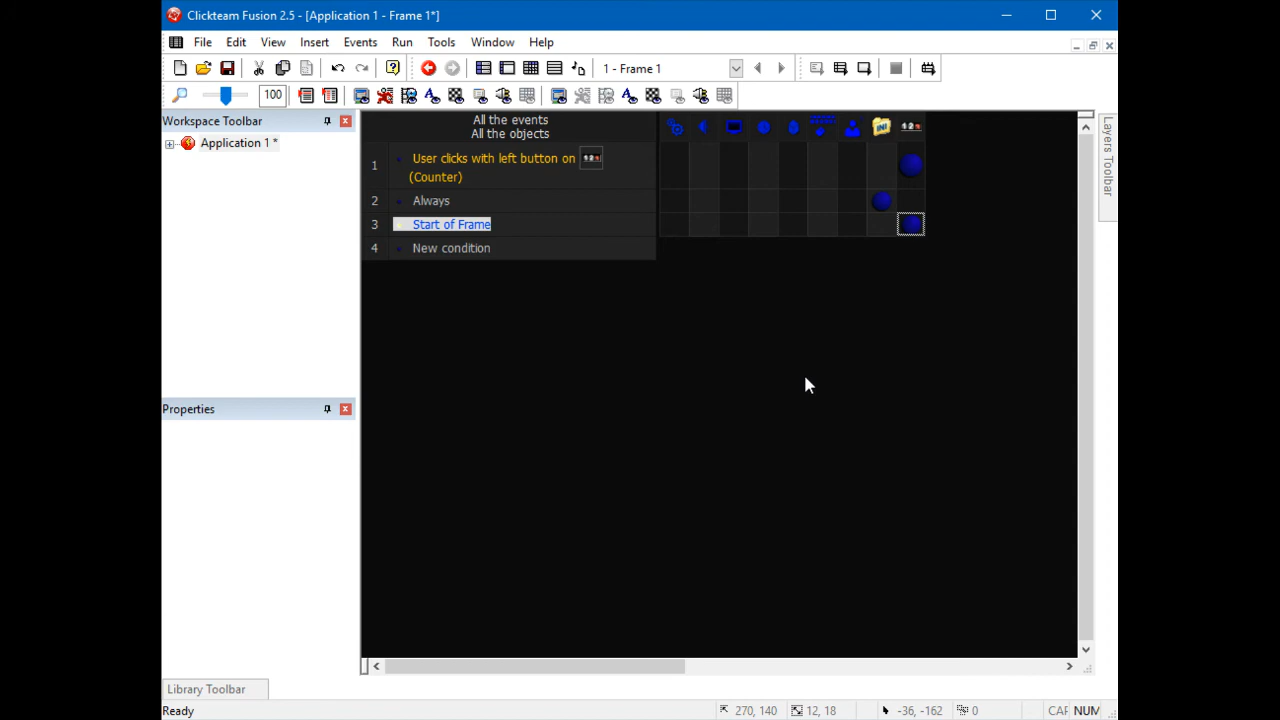 Clickteam Fusion 2.5 - [Application 1 - Frame 1*]
File Edit View Insert Events Run Tools Window Help
1 - Frame 1
100
Workspace Toolbar
Application 1 *
Properties
Library Toolbar
All the events
All the objects
1 User clicks with left button on
(Counter)
2 Always
3 Start of Frame
4 New condition
INI
Layers Toolbar
Ready 270, 140 12, 18 -36, -162 0 CAP NUM